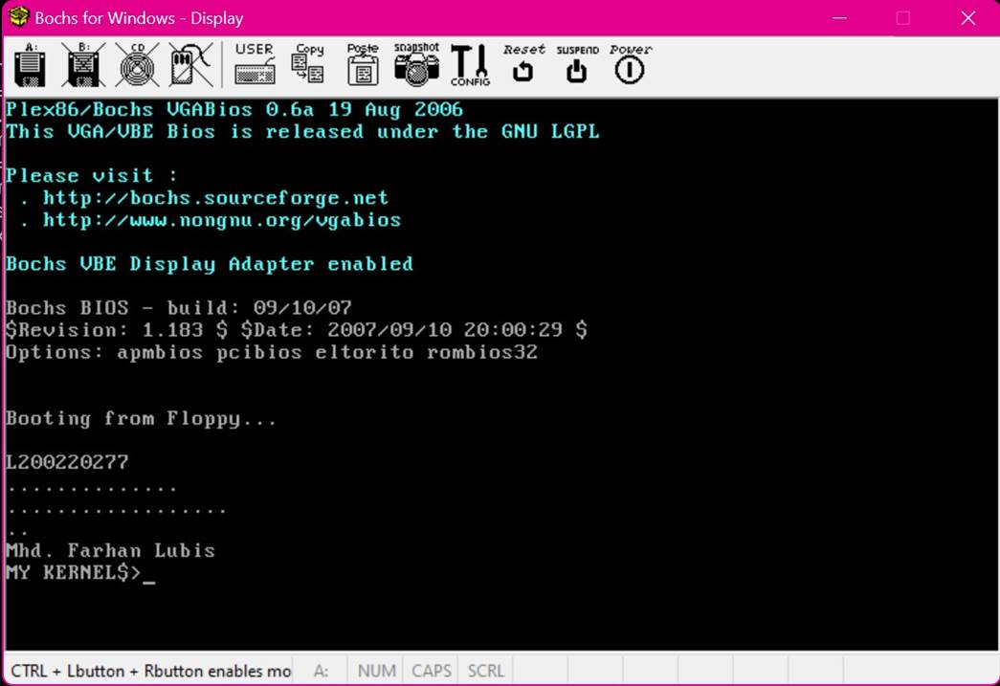 Bochs for Windows - Display
A: B: CD USER Copy Paste snapshot CONFIG Reset SUSPEND Power
Plex86/Bochs VGABios 0.6a 19 Aug 2006
This VGA/VBE Bios is released under the GNU LGPL
Please visit :
. http://bochs.sourceforge.net
. http://www.nongnu.org/vgabios
Bochs VBE Display Adapter enabled
Bochs BIOS - build: 09/10/07
$Revision: 1.183 $ $Date: 2007/09/10 20:00:29 $
Options: apmbios pcibios eltorito rombios32
Booting from Floppy...
L200220277
..............
..................
..
Mhd. Farhan Lubis
MY KERNEL$>_
CTRL + Lbutton + Rbutton enables mo A: NUM CAPS SCRL